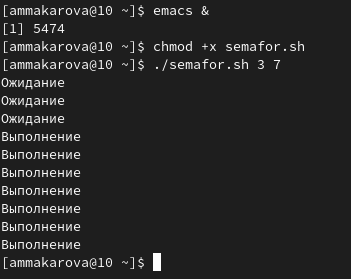 [ammakarova@10 ~]$ emacs &
[1] 5474
[ammakarova@10 ~]$ chmod +x semafor.sh
[ammakarova@10 ~]$ ./semafor.sh 3 7
Ожидание
Ожидание
Ожидание
Выполнение
Выполнение
Выполнение
Выполнение
Выполнение
Выполнение
Выполнение
[ammakarova@10 ~]$